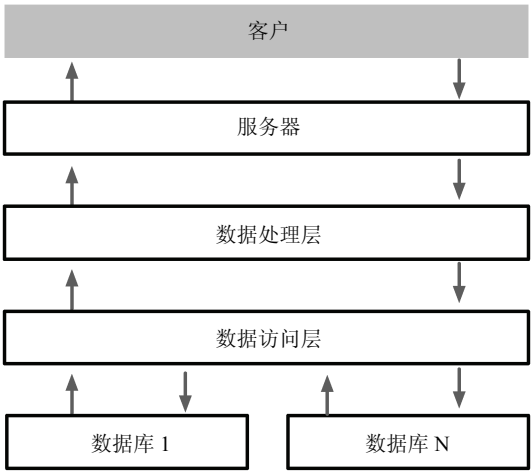 客户
服务器
数据处理层
数据访问层
数据库 1
数据库 N